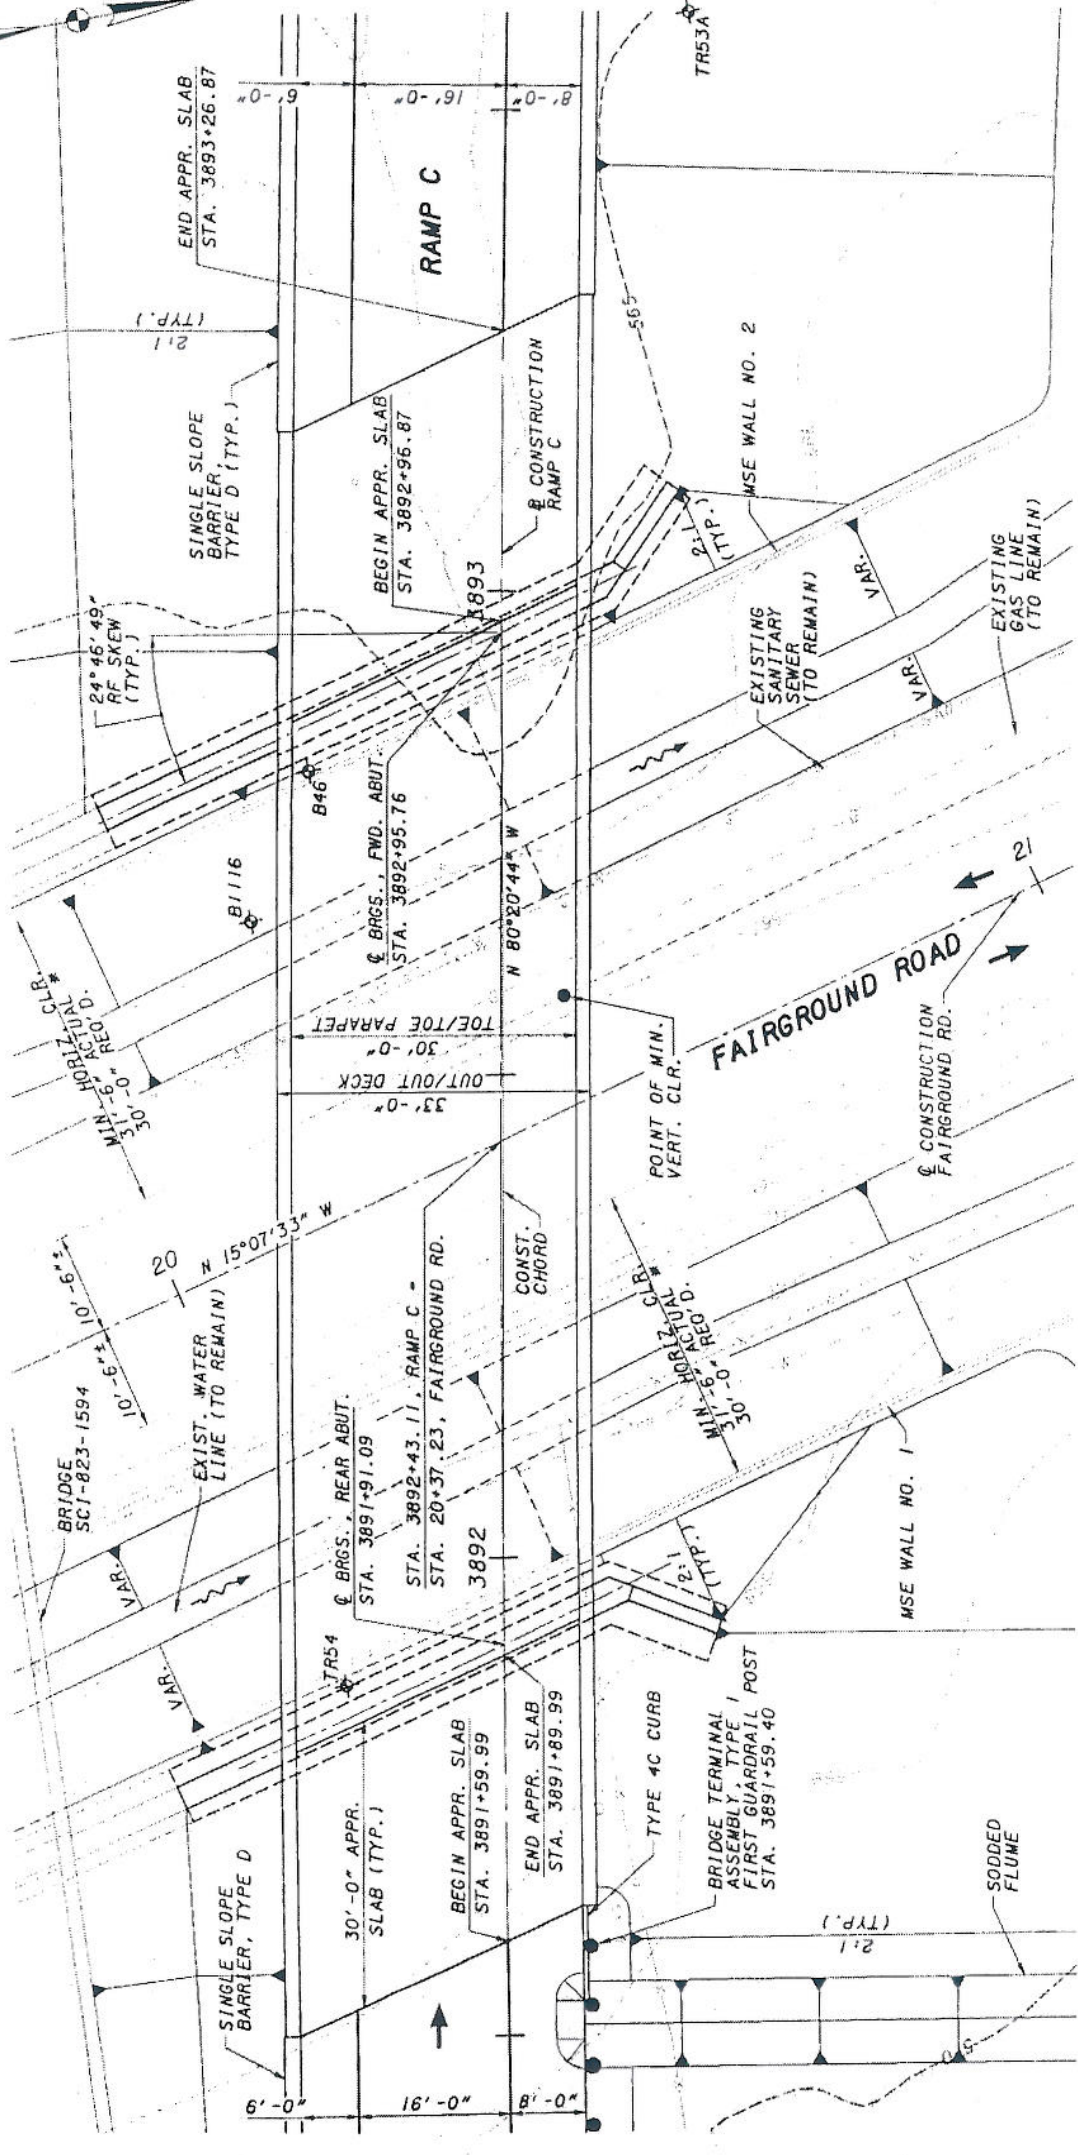 TR53A
END APPR. SLAB
STA. 3893+26.87
6'-0"
16'-0"
8'-0"
RAMP C
2:1
(TYP.)
SINGLE SLOPE
BARRIER,
TYPE D (TYP.)
BEGIN APPR. SLAB
STA. 3892+96.87
℄ CONSTRUCTION
RAMP C
565
MSE WALL NO. 2
24°46'49"
RF SKEW
(TYP.)
3893
2:1
(TYP.)
VAR.
VAR.
EXISTING
SANITARY
SEWER
(TO REMAIN)
EXISTING
GAS LINE
(TO REMAIN)
B46
B1116
℄ BRGS., FWD. ABUT.
STA. 3892+95.76
N 80°20'44" W
21
HORIZ. CLR.
MIN.
31'-6" ACTUAL *
30'-0" REQ'D.
30'-0"
TOE/TOE PARAPET
33'-0"
OUT/OUT DECK
POINT OF MIN.
VERT. CLR.
FAIRGROUND ROAD
℄ CONSTRUCTION
FAIRGROUND RD.
10'-6"±
10'-6"±
20
N 15°07'33" W
BRIDGE
SCI-823-1594
EXIST. WATER
LINE (TO REMAIN)
CONST.
CHORD
STA. 3892+43.11, RAMP C =
STA. 20+37.23, FAIRGROUND RD.
℄ BRGS., REAR ABUT.
STA. 3891+91.09
3892
HORIZ. CLR.
MIN.
31'-6" ACTUAL *
30'-0" REQ'D.
MSE WALL NO. 1
2:1
(TYP.)
VAR.
VAR.
TR54
30'-0" APPR.
SLAB (TYP.)
BEGIN APPR. SLAB
STA. 3891+59.99
END APPR. SLAB
STA. 3891+89.99
TYPE 4C CURB
BRIDGE TERMINAL
ASSEMBLY, TYPE 1
FIRST GUARDRAIL POST
STA. 3891+59.40
SINGLE SLOPE
BARRIER, TYPE D
SODDED
FLUME
2:1
(TYP.)
6'-0"
16'-0"
8'-0"